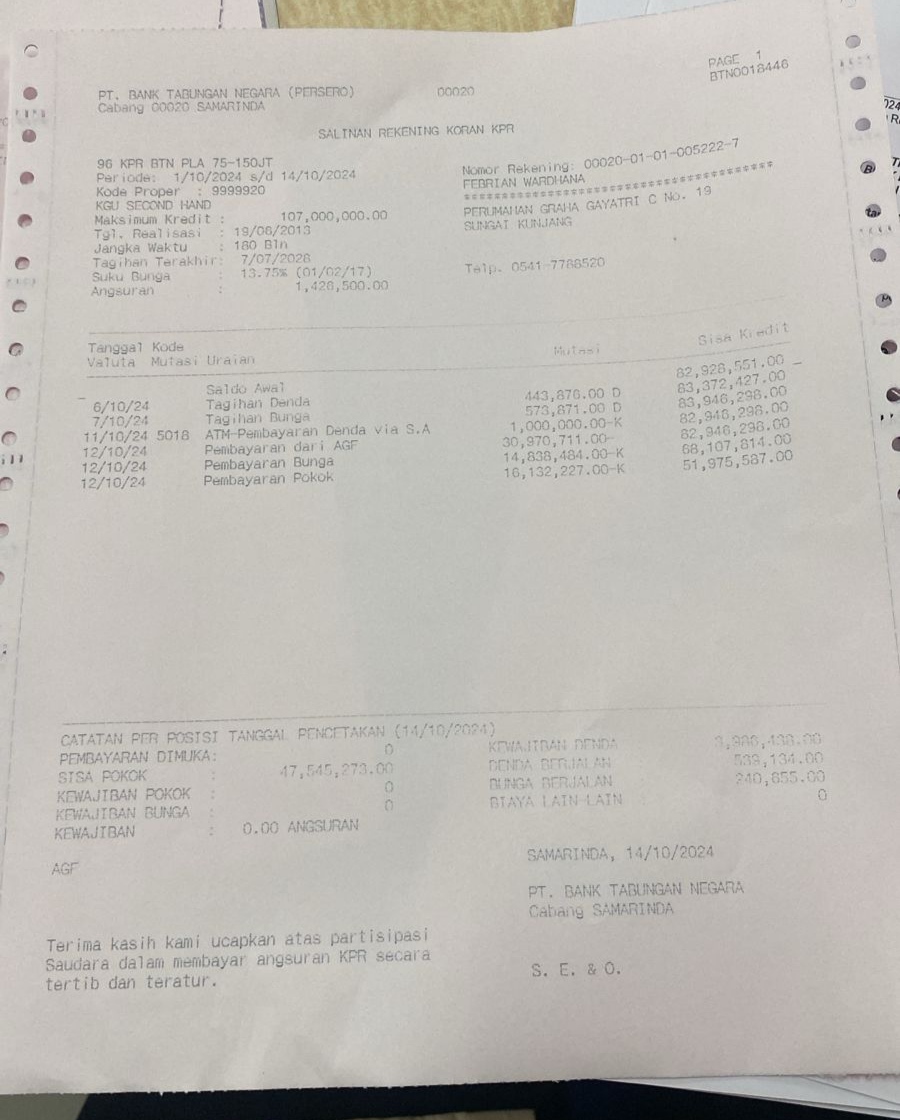 PAGE 1
BTN0018446
PT. BANK TABUNGAN NEGARA (PERSERO) 00020
Cabang 00020 SAMARINDA
SALINAN REKENING KORAN KPR
96 KPR BTN PLA 75-150JT
Nomor Rekening: 00020-01-01-005222-7
Periode: 1/10/2024 s/d 14/10/2024
FEBRIAN WARDHANA
Kode Proper : 9999920
****************************************
KGU SECOND HAND
PERUMAHAN GRAHA GAYATRI C No. 19
Maksimum Kredit : 107,000,000.00
SUNGAI KUNJANG
Tgl. Realisasi : 19/06/2013
Jangka Waktu : 180 Bln
Tagihan Terakhir: 7/07/2028
Telp. 0541-7788520
Suku Bunga : 13.75% (01/02/17)
Angsuran : 1,426,500.00
Tanggal Kode Mutasi Sisa Kredit
Valuta Mutasi Uraian
Saldo Awal 82,928,551.00
6/10/24 Tagihan Denda 443,876.00 D 83,372,427.00
7/10/24 Tagihan Bunga 573,871.00 D 83,946,298.00
11/10/24 5018 ATM-Pembayaran Denda via S.A 1,000,000.00-K 82,946,298.00
12/10/24 Pembayaran dari AGF 30,970,711.00- 82,946,298.00
12/10/24 Pembayaran Bunga 14,838,484.00-K 68,107,814.00
12/10/24 Pembayaran Pokok 16,132,227.00-K 51,975,587.00
CATATAN PER POSISI TANGGAL PENCETAKAN (14/10/2024)
PEMBAYARAN DIMUKA: 0 KEWAJIBAN DENDA 3,986,438.00
SISA POKOK : 47,545,273.00 DENDA BERJALAN 539,134.00
KEWAJIBAN POKOK : 0 BUNGA BERJALAN 240,855.00
KEWAJIBAN BUNGA : 0 BIAYA LAIN-LAIN : 0
KEWAJIBAN : 0.00 ANGSURAN
AGF
SAMARINDA, 14/10/2024
PT. BANK TABUNGAN NEGARA
Cabang SAMARINDA
Terima kasih kami ucapkan atas partisipasi
Saudara dalam membayar angsuran KPR secara
tertib dan teratur.
S. E. & O.